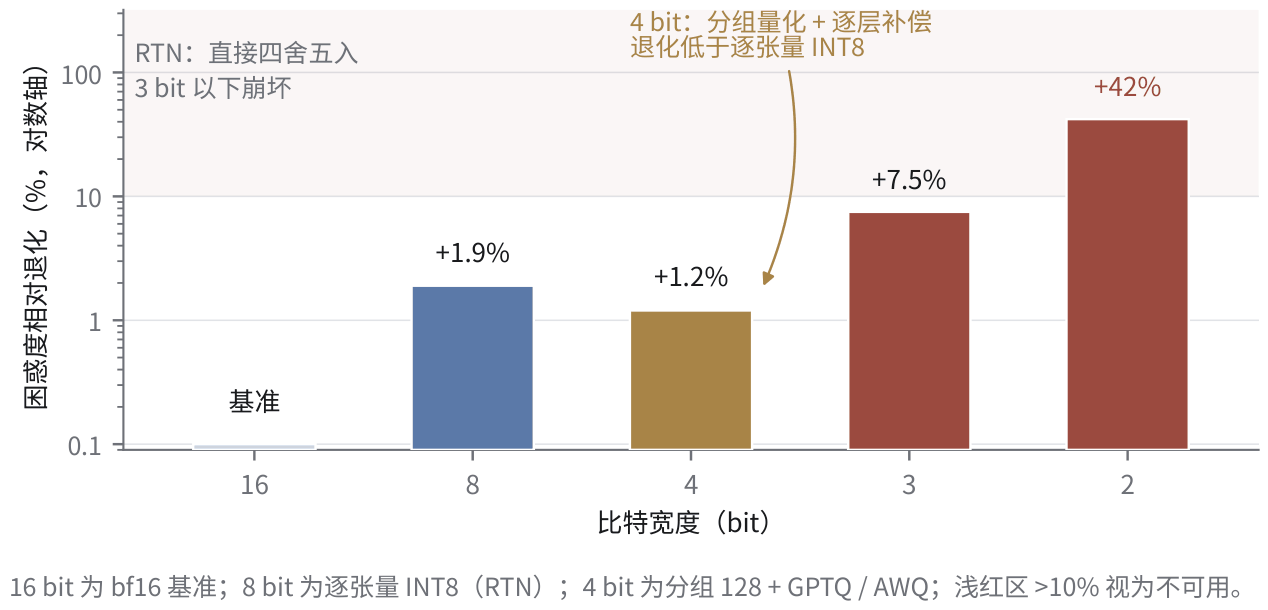 4 bit：分组量化 + 逐层补偿
退化低于逐张量 INT8
RTN：直接四舍五入
3 bit 以下崩坏
困惑度相对退化（%，对数轴）
100
10
1
0.1
基准
+1.9%
+1.2%
+7.5%
+42%
16
8
4
3
2
比特宽度（bit）
16 bit 为 bf16 基准；8 bit 为逐张量 INT8（RTN）；4 bit 为分组 128 + GPTQ / AWQ；浅红区 >10% 视为不可用。